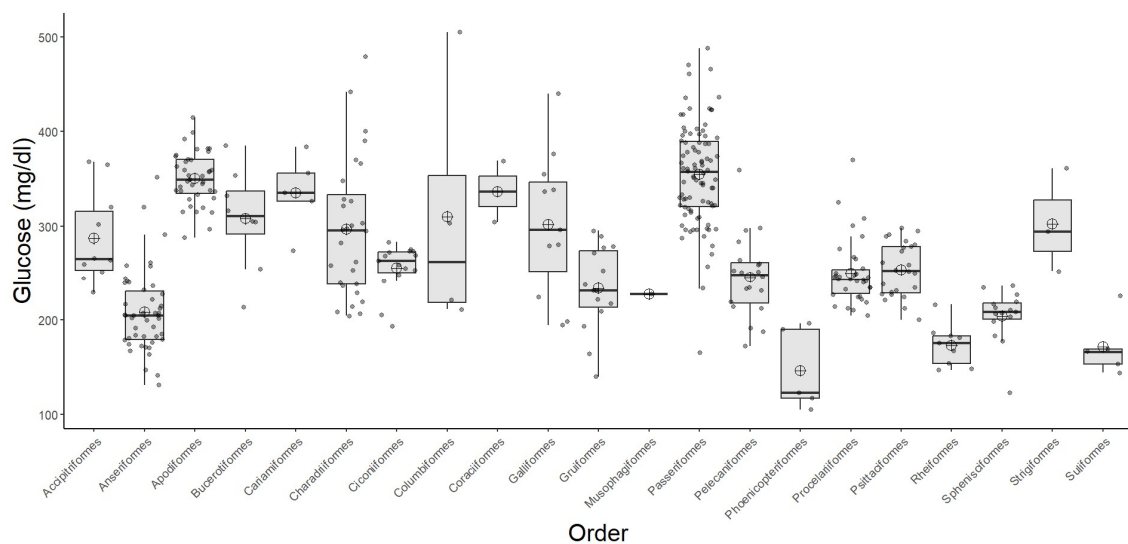 Glucose (mg/dl)
500
400
300
200
100
Accipitriformes
Anseriformes
Apodiformes
Bucerotiformes
Cariamiformes
Charadriiformes
Ciconiiformes
Columbiformes
Coraciiformes
Galliformes
Gruiformes
Musophagiformes
Passeriformes
Pelecaniformes
Phoenicopteriformes
Procelariiformes
Psittaciformes
Rheiformes
Sphenisciformes
Strigiformes
Suliformes
Order